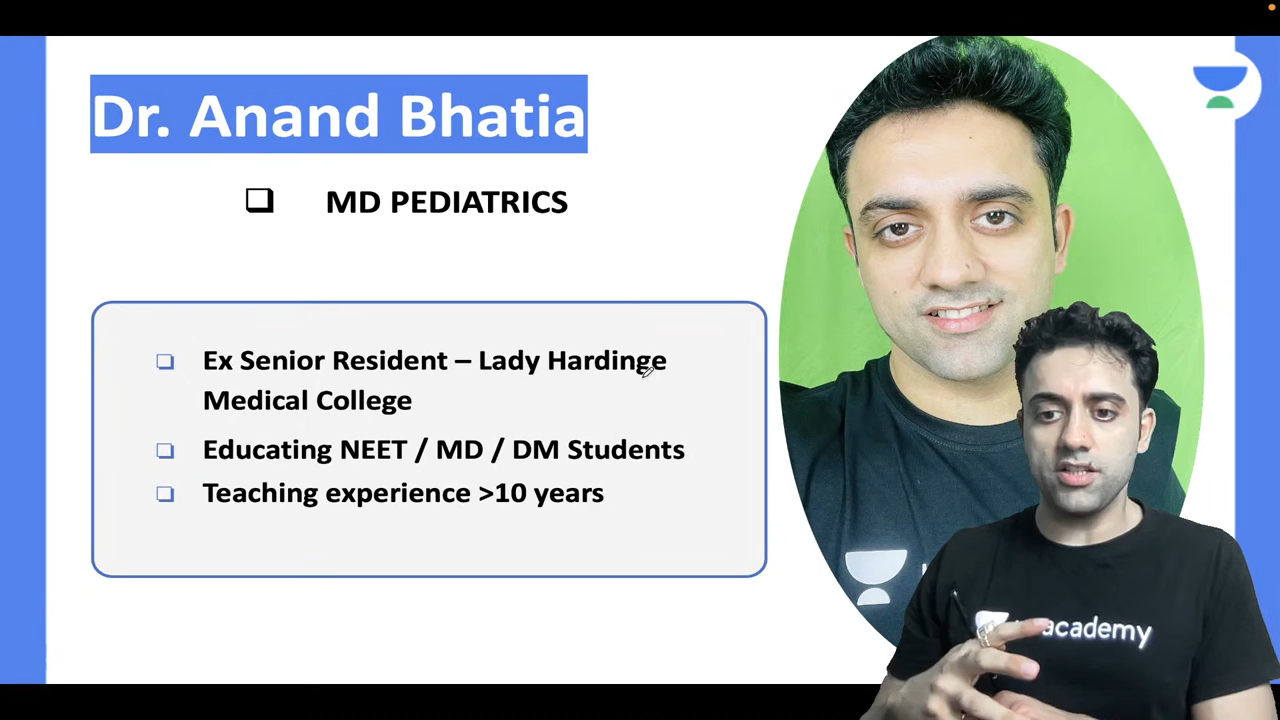 Dr. Anand Bhatia
MD PEDIATRICS
Ex Senior Resident – Lady Hardinge
Medical College
Educating NEET / MD / DM Students
Teaching experience >10 years
academy